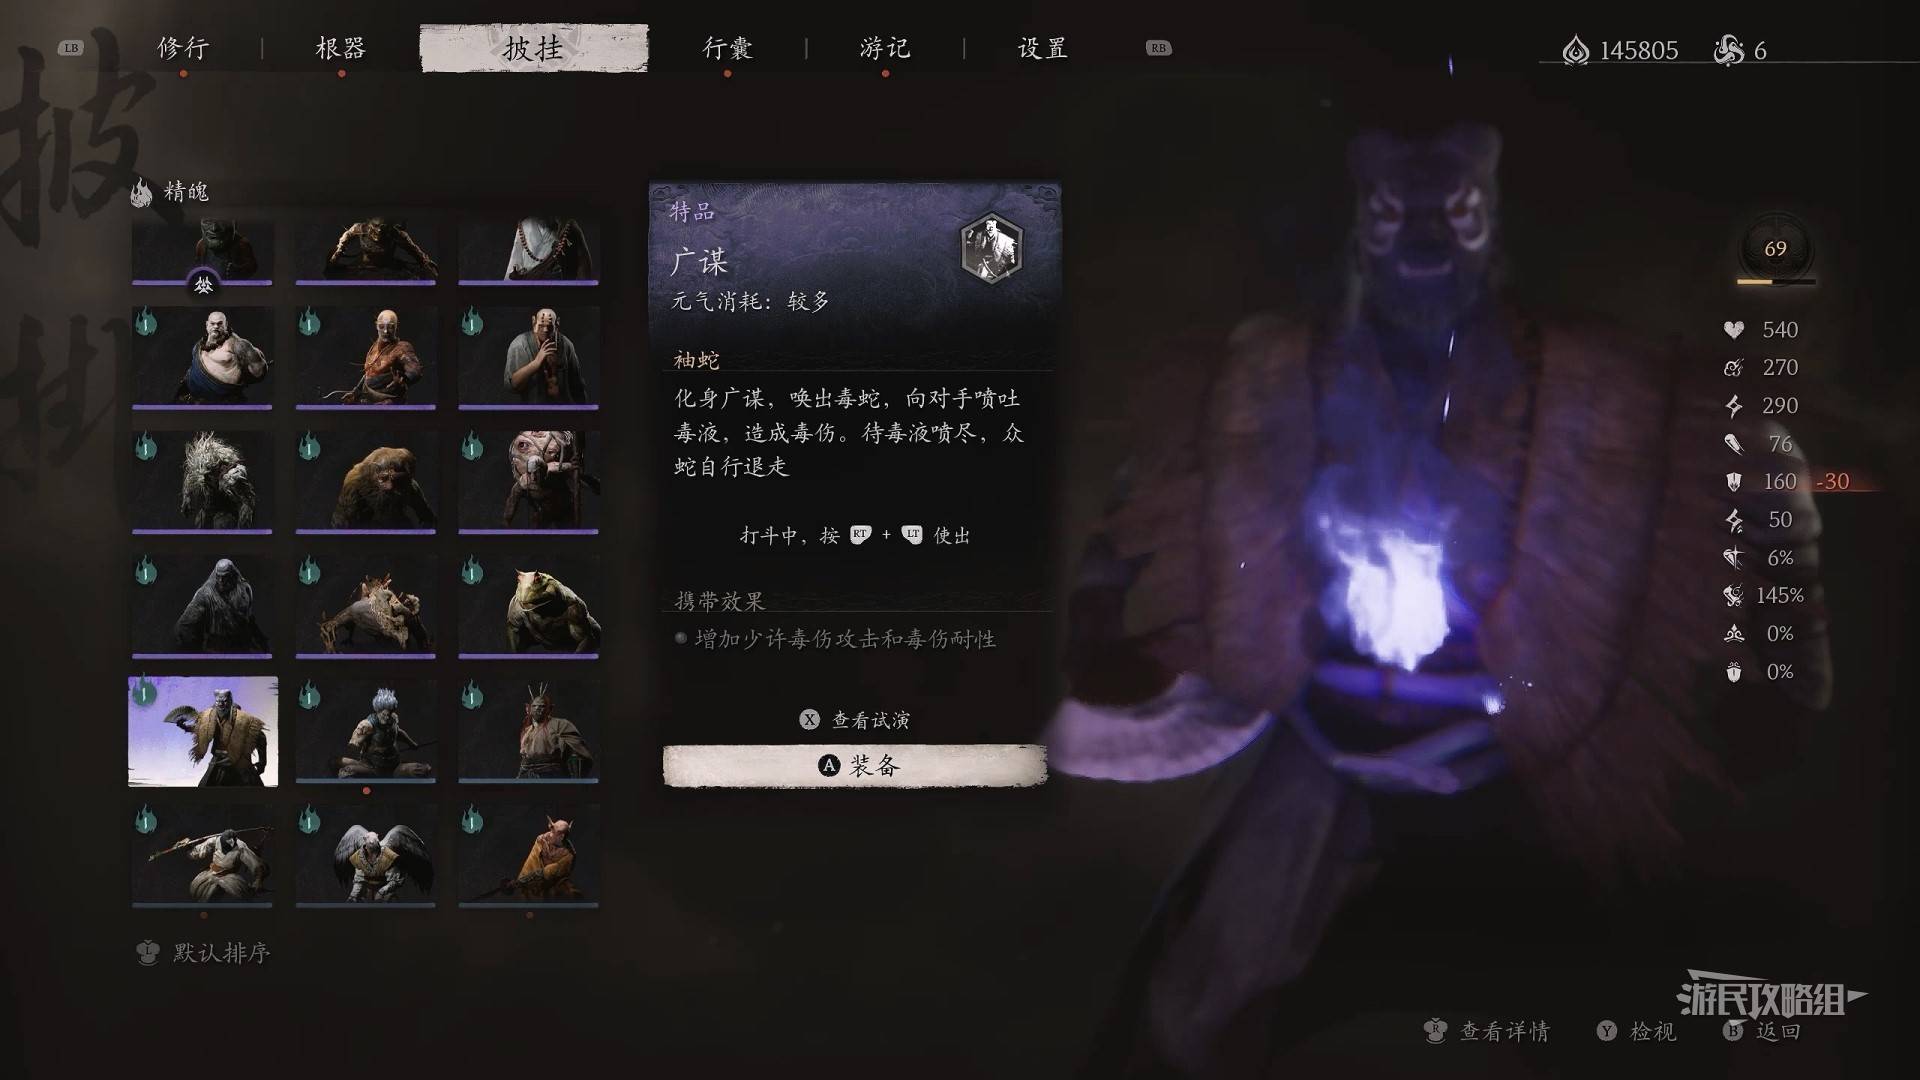 LB 修行 根器 披挂 行囊 游记 设置 RB 145805 6
披挂
精魄
特品
广谋
元气消耗：较多
袖蛇
化身广谋，唤出毒蛇，向对手喷吐
毒液，造成毒伤。待毒液喷尽，众
蛇自行退走
打斗中，按 RT + LT 使出
携带效果
增加少许毒伤攻击和毒伤耐性
X 查看试演
A 装备
69
540
270
290
76
160 -30
50
6%
145%
0%
0%
L 默认排序
游民攻略组
R 查看详情 Y 检视 B 返回